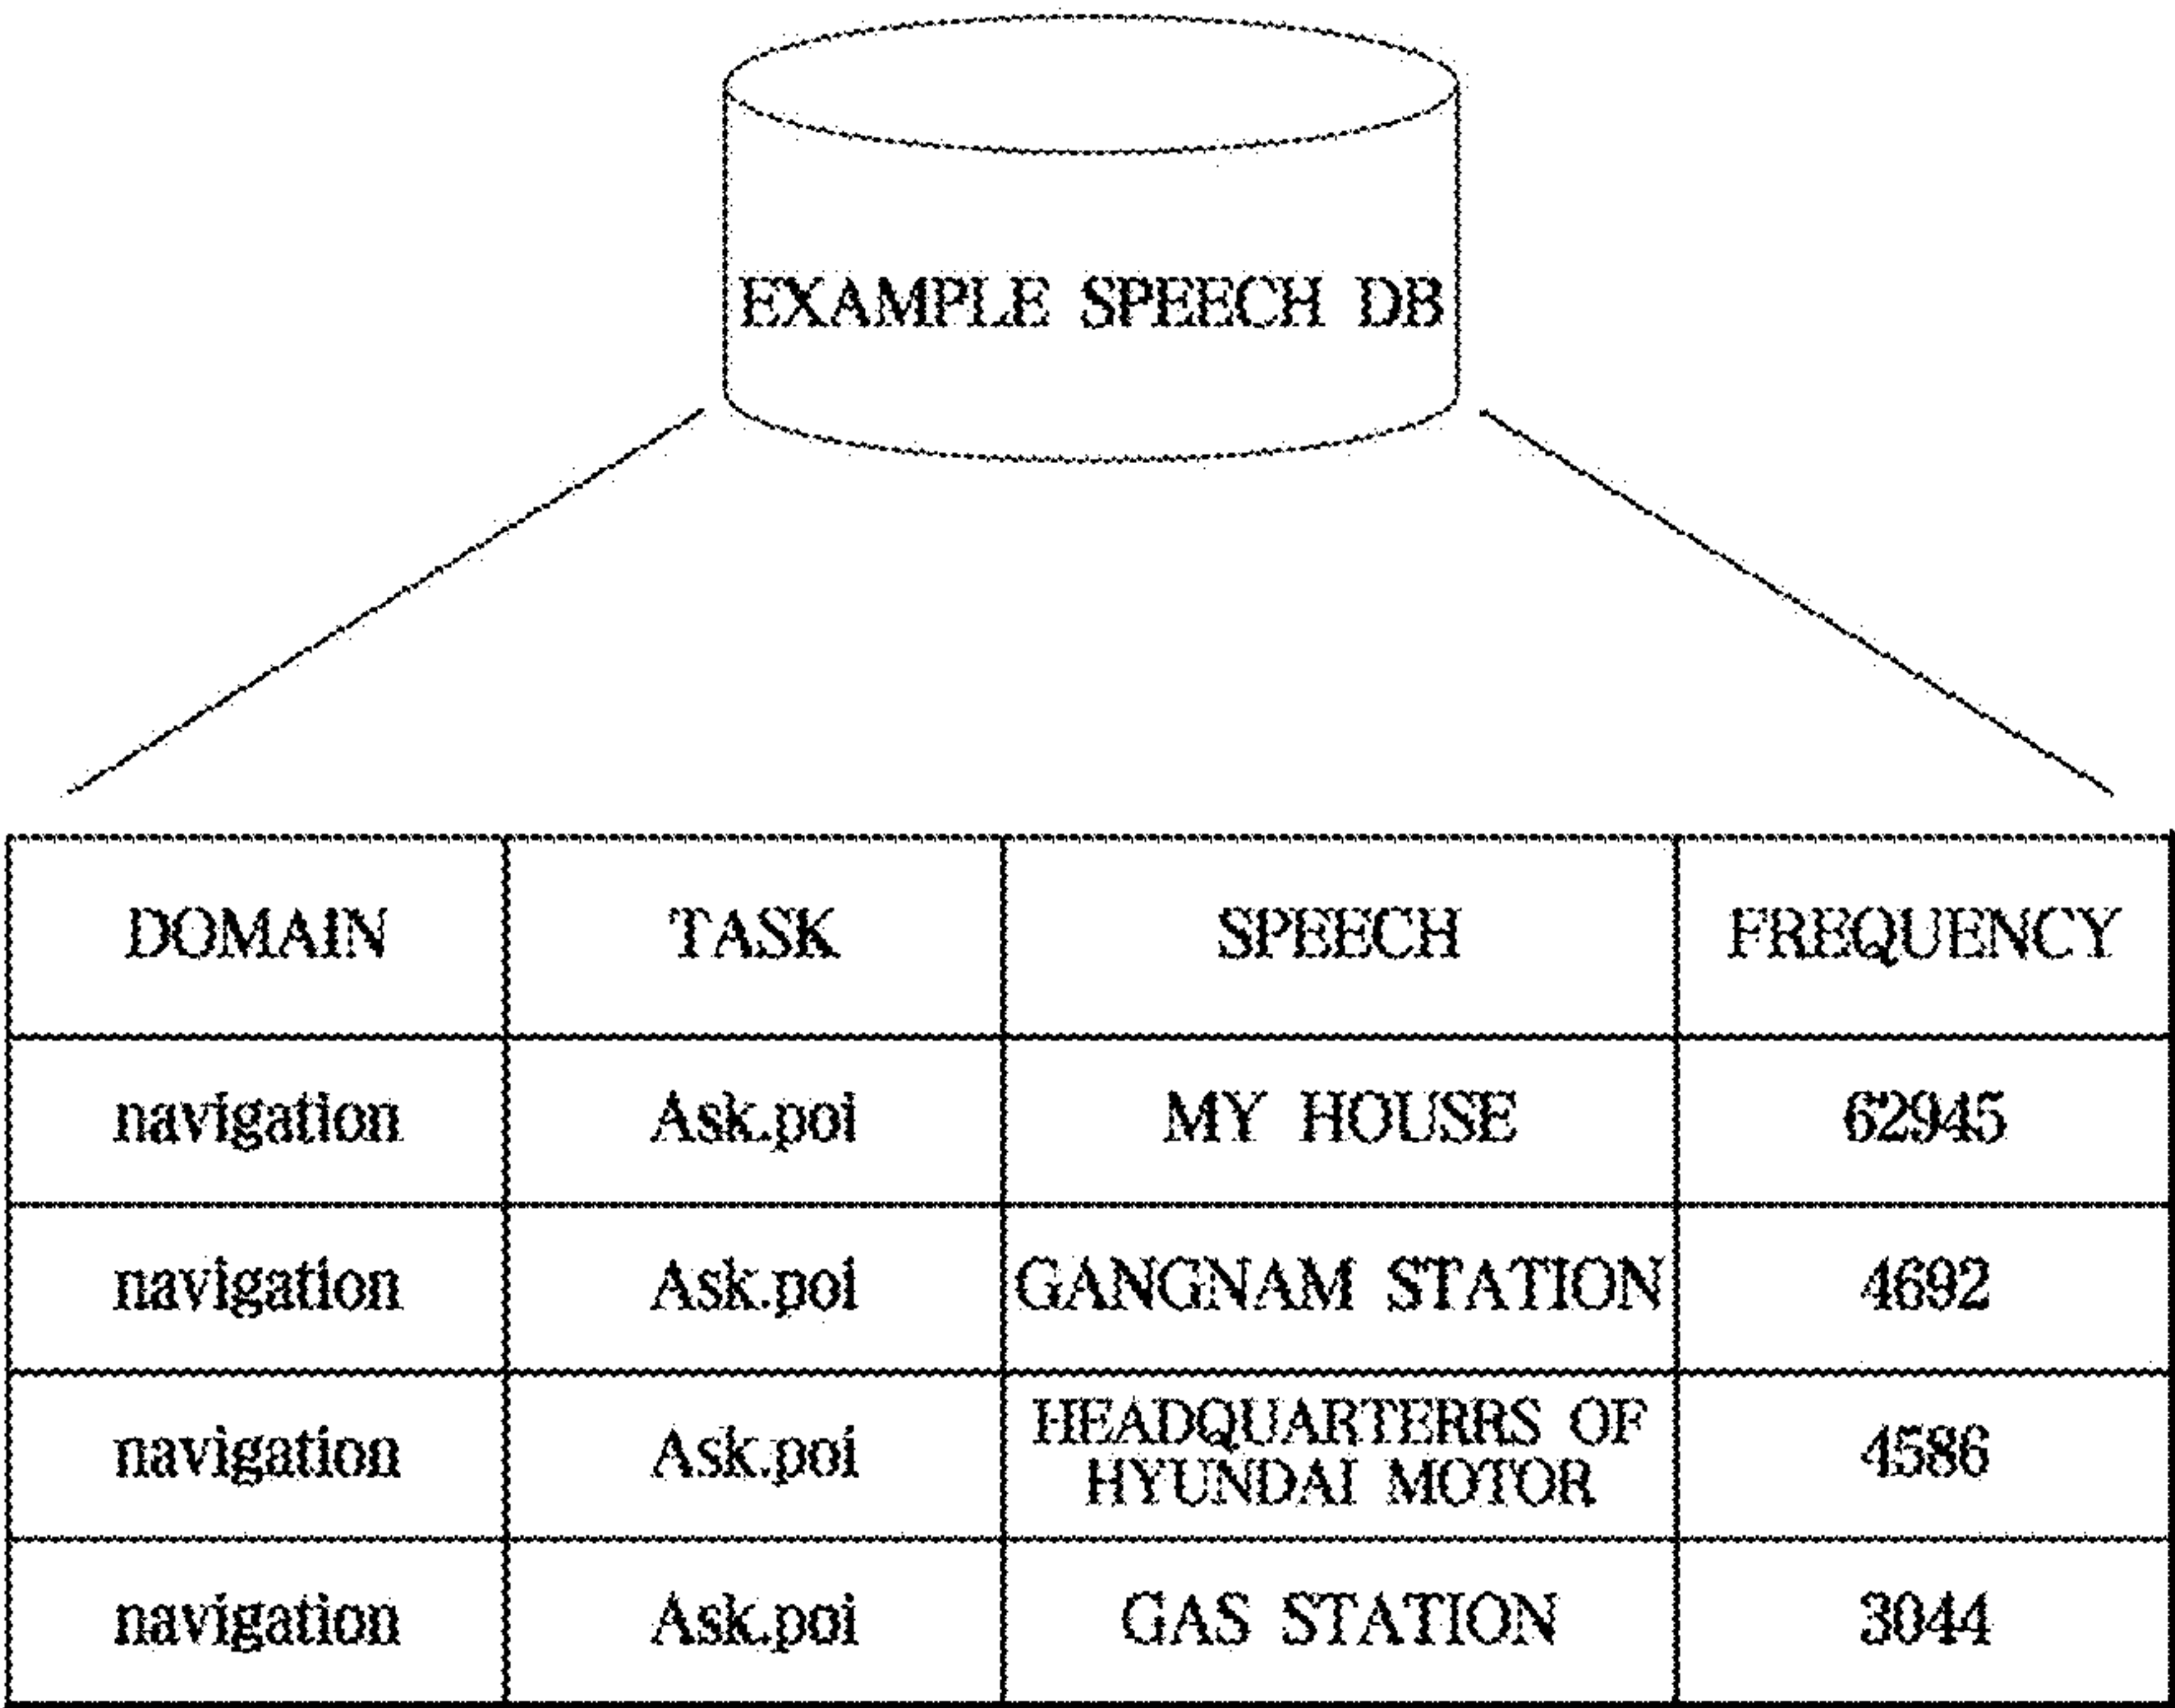 EXAMPLE SPEECH DB
DOMAIN TASK SPEECH FREQUENCY
navigation Ask.poi MY HOUSE 62945
navigation Ask.poi GANGNAM STATION 4692
navigation Ask.poi HEADQUARTERRS OF
HYUNDAI MOTOR 4586
navigation Ask.poi GAS STATION 3044